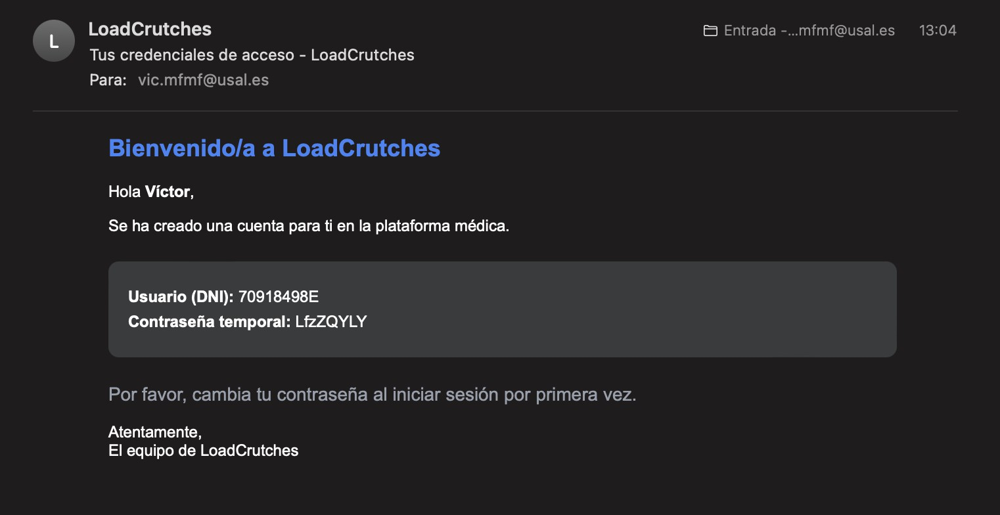 L
LoadCrutches
Entrada -...mfmf@usal.es
13:04
Tus credenciales de acceso - LoadCrutches
Para: vic.mfmf@usal.es
Bienvenido/a a LoadCrutches
Hola Víctor,
Se ha creado una cuenta para ti en la plataforma médica.
Usuario (DNI): 70918498E
Contraseña temporal: LfzZQYLY
Por favor, cambia tu contraseña al iniciar sesión por primera vez.
Atentamente,
El equipo de LoadCrutches